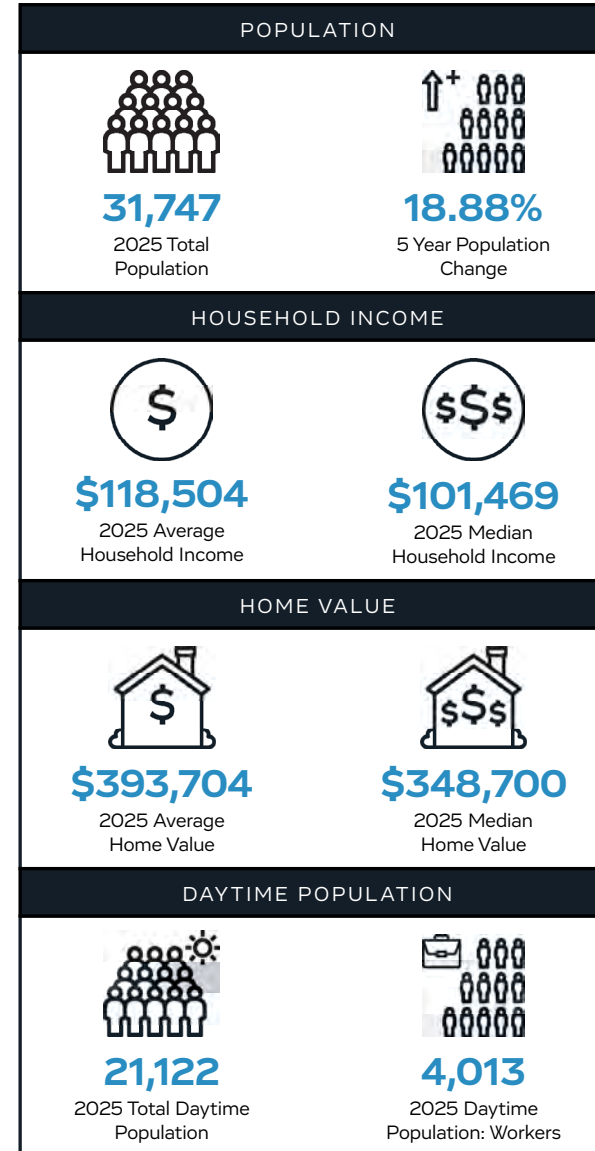 POPULATION
31,747
2025 Total
Population
18.88%
5 Year Population
Change
HOUSEHOLD INCOME
$
$118,504
2025 Average
Household Income
$$$
$101,469
2025 Median
Household Income
HOME VALUE
$
$393,704
2025 Average
Home Value
$$$
$348,700
2025 Median
Home Value
DAYTIME POPULATION
21,122
2025 Total Daytime
Population
4,013
2025 Daytime
Population: Workers